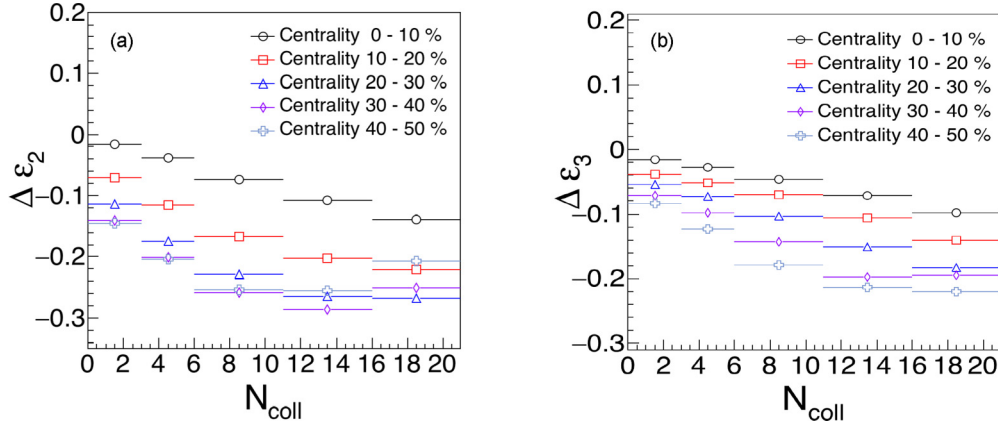 0.2
(a)
Centrality 0 - 10 %
Centrality 10 - 20 %
0.1
Centrality 20 - 30 %
Centrality 30 - 40 %
Centrality 40 - 50 %
0
−0.1
−0.2
−0.3
Δ ε2
0 2 4 6 8 10 12 14 16 18 20
Ncoll
0.2
(b)
Centrality 0 - 10 %
Centrality 10 - 20 %
0.1
Centrality 20 - 30 %
Centrality 30 - 40 %
Centrality 40 - 50 %
0
−0.1
−0.2
−0.3
Δ ε3
0 2 4 6 8 10 12 14 16 18 20
Ncoll